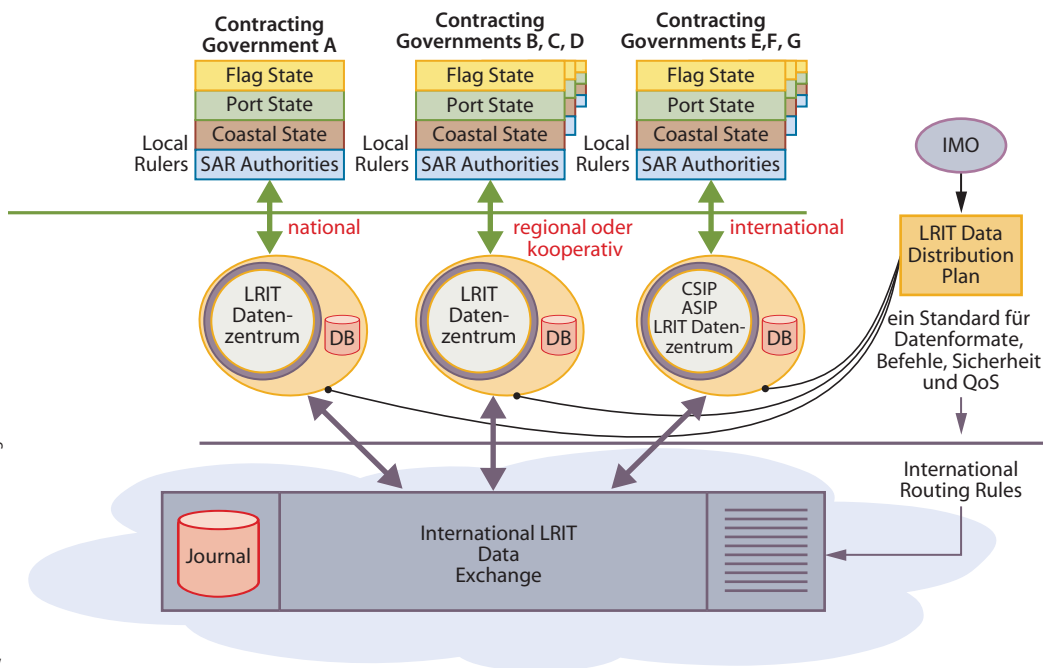 Contracting
Government A
Contracting
Governments B, C, D
Contracting
Governments E,F, G
Flag State
Port State
Coastal State
SAR Authorities
Local
Rulers
Flag State
Port State
Coastal State
SAR Authorities
Local
Rulers
Flag State
Port State
Coastal State
SAR Authorities
Local
Rulers
IMO
national
regional oder
kooperativ
international
LRIT Data
Distribution
Plan
LRIT
Daten-
zentrum
DB
LRIT
Daten-
zentrum
DB
CSIP
ASIP
LRIT Daten-
zentrum
DB
ein Standard für
Datenformate,
Befehle, Sicherheit
und QoS
International
Routing Rules
Journal
International LRIT
Data
Exchange